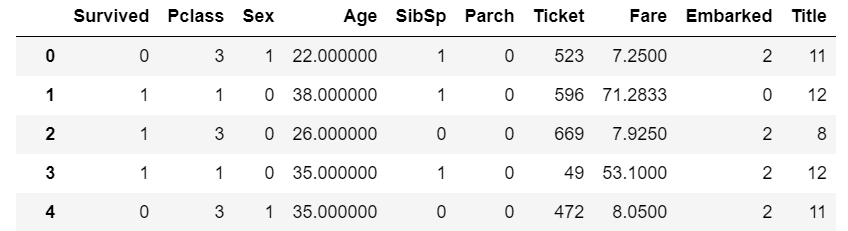 Survived Pclass Sex Age SibSp Parch Ticket Fare Embarked Title
0 0 3 1 22.000000 1 0 523 7.2500 2 11
1 1 1 0 38.000000 1 0 596 71.2833 0 12
2 1 3 0 26.000000 0 0 669 7.9250 2 8
3 1 1 0 35.000000 1 0 49 53.1000 2 12
4 0 3 1 35.000000 0 0 472 8.0500 2 11